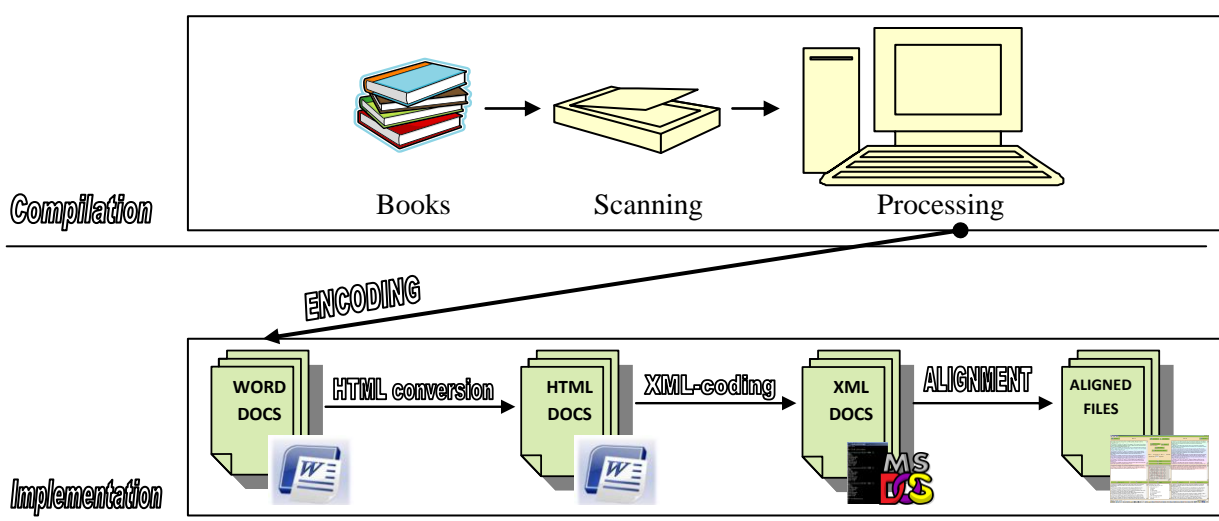 Books
Scanning
Processing
Compilation
ENCODING
WORD
DOCS
HTML conversion
HTML
DOCS
XML-coding
XML
DOCS
ALIGNMENT
ALIGNED
FILES
W
W
MS
DOS
Implementation